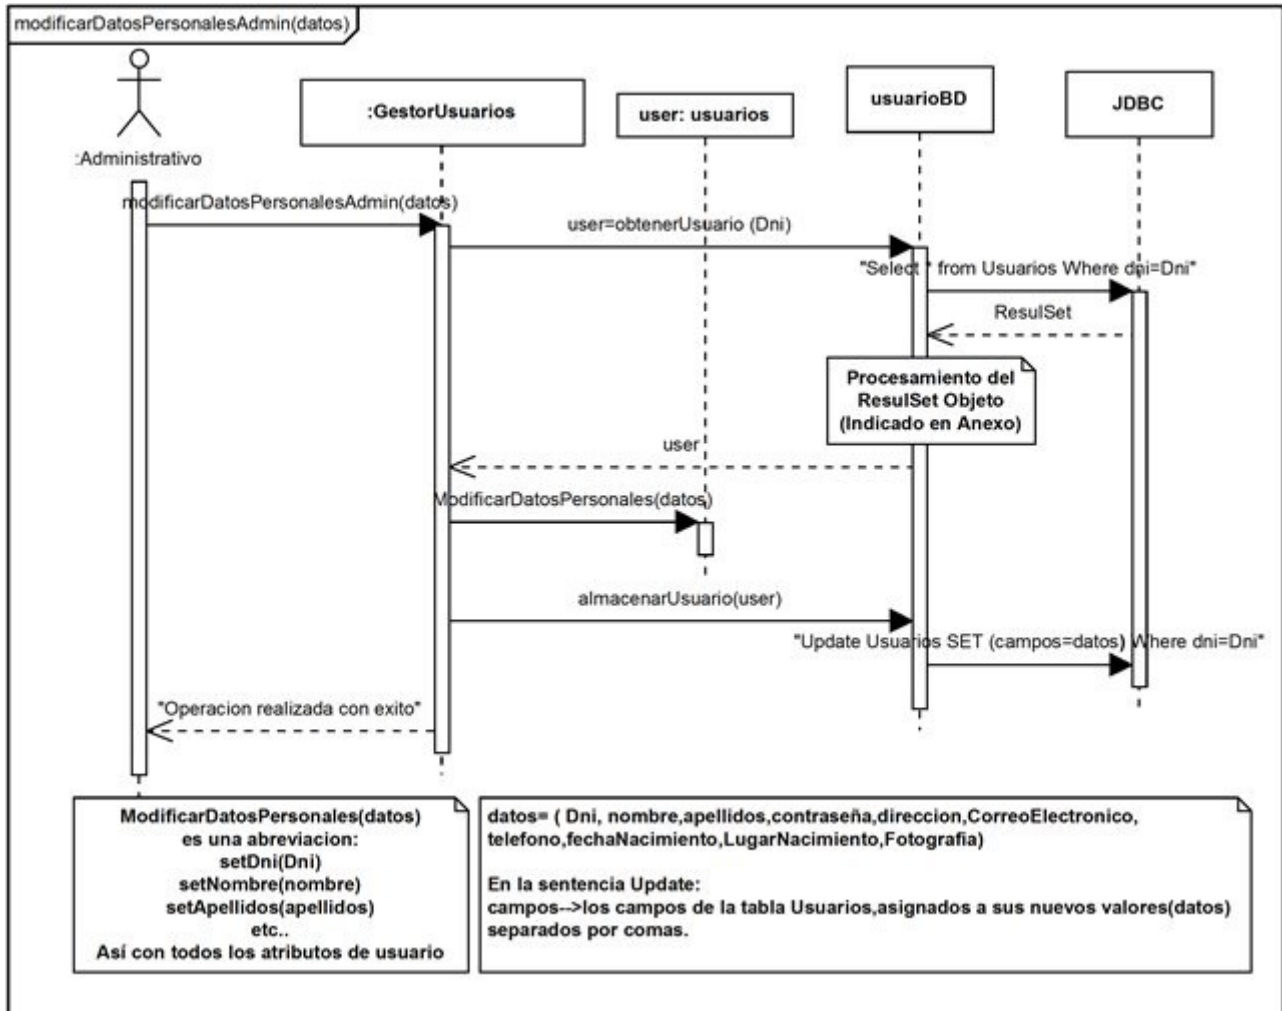 modificarDatosPersonalesAdmin(datos)
:GestorUsuarios
user: usuarios
usuarioBD
JDBC
:Administrativo
modificarDatosPersonalesAdmin(datos)
user=obtenerUsuario (Dni)
"Select * from Usuarios Where dni=Dni"
ResulSet
Procesamiento del
ResulSet Objeto
(Indicado en Anexo)
user
ModificarDatosPersonales(datos)
almacenarUsuario(user)
"Update Usuarios SET (campos=datos) Where dni=Dni"
"Operacion realizada con exito"
ModificarDatosPersonales(datos)
es una abreviacion:
setDni(Dni)
setNombre(nombre)
setApellidos(apellidos)
etc..
Así con todos los atributos de usuario
datos= ( Dni, nombre,apellidos,contraseña,direccion,CorreoElectronico,
telefono,fechaNacimiento,LugarNacimiento,Fotografia)
En la sentencia Update:
campos-->los campos de la tabla Usuarios,asignados a sus nuevos valores(datos)
separados por comas.